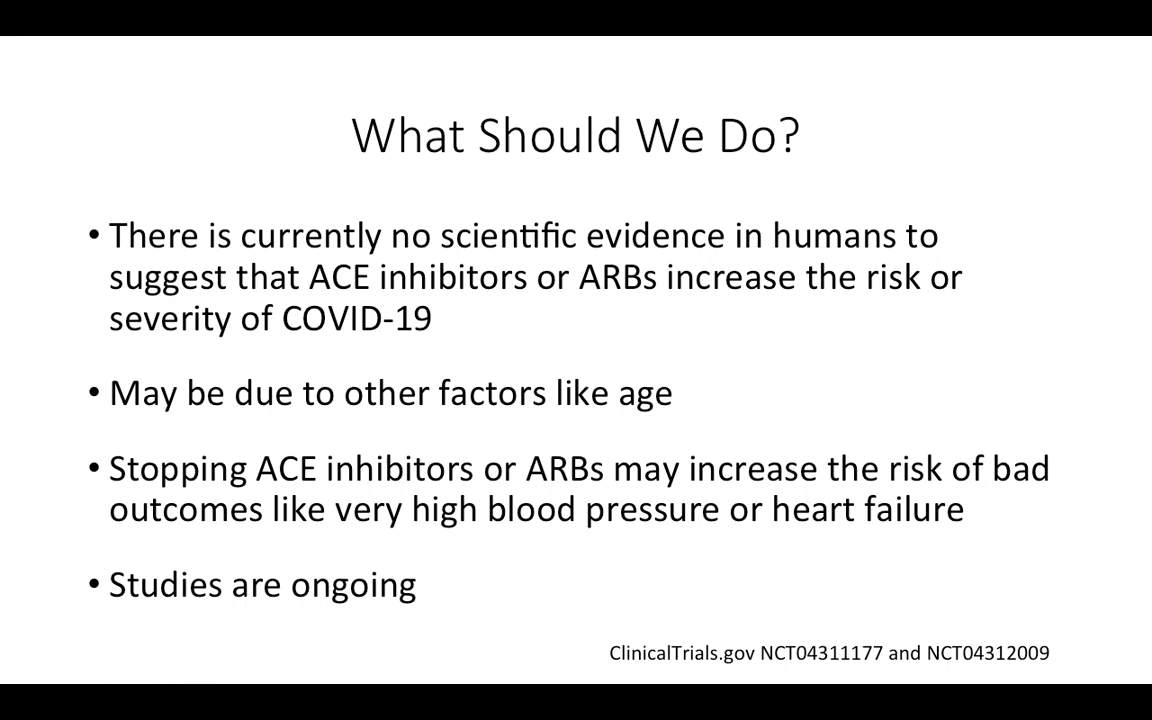 What Should We Do?
• There is currently no scientific evidence in humans to
suggest that ACE inhibitors or ARBs increase the risk or
severity of COVID-19
• May be due to other factors like age
• Stopping ACE inhibitors or ARBs may increase the risk of bad
outcomes like very high blood pressure or heart failure
• Studies are ongoing
ClinicalTrials.gov NCT04311177 and NCT04312009